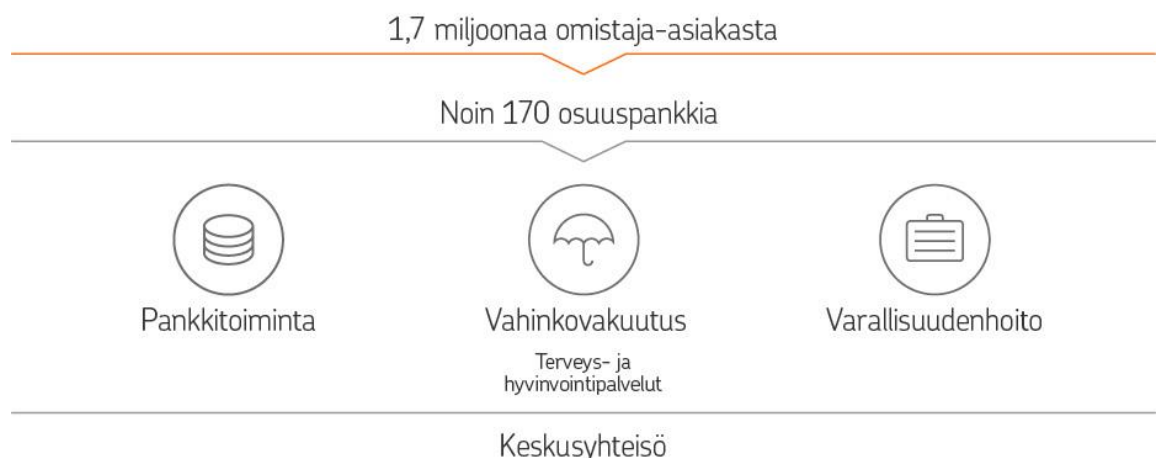 1,7 miljoonaa omistaja-asiakasta
Noin 170 osuuspankkia
Pankkitoiminta
Vahinkovakuutus
Varallisuudenhoito
Terveys- ja
hyvinvointipalvelut
Keskusyhteisö